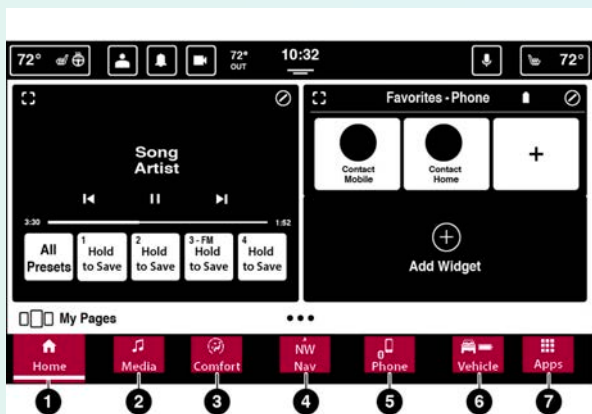 72° 72° OUT 10:32 72°
Favorites - Phone
Song
Artist
Contact Mobile
Contact Home
+
3:30 1:52
All Presets
1 Hold to Save
2 Hold to Save
3 - FM Hold to Save
4 Hold to Save
Add Widget
My Pages
Home
Media
Comfort
NW
Nav
0
Phone
Vehicle
Apps
1 2 3 4 5 6 7